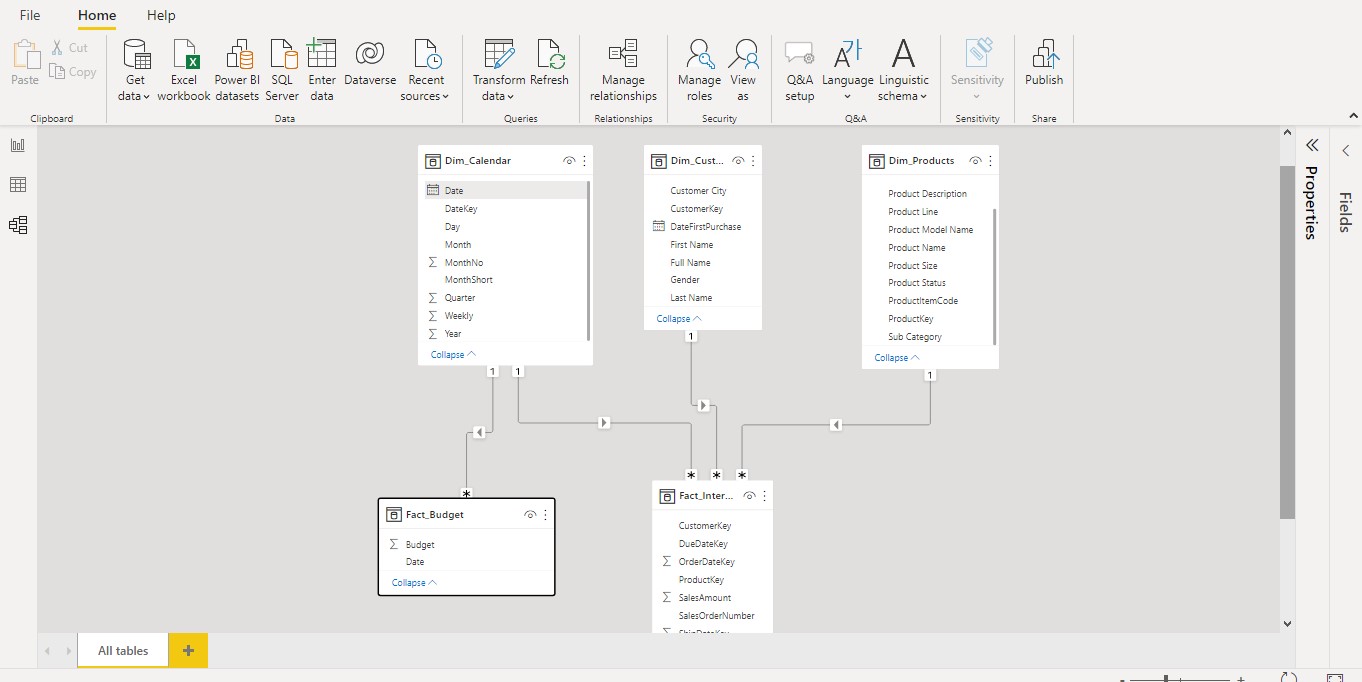 File Home Help
Paste
Cut
Copy
Clipboard
Get data
Excel workbook
Power BI datasets
SQL Server
Enter data
Dataverse
Recent sources
Data
Transform data
Refresh
Queries
Manage relationships
Relationships
Manage roles
View as
Security
Q&A setup
Language
Linguistic schema
Q&A
Sensitivity
Sensitivity
Publish
Share
Dim_Calendar
Date
DateKey
Day
Month
MonthNo
MonthShort
Quarter
Weekly
Year
Collapse
1 1
Dim_Cust...
Customer City
CustomerKey
DateFirstPurchase
First Name
Full Name
Gender
Last Name
Collapse
1
Dim_Products
Product Description
Product Line
Product Model Name
Product Name
Product Size
Product Status
ProductItemCode
ProductKey
Sub Category
Collapse
1
*
Fact_Budget
Budget
Date
Collapse
* * *
Fact_Inter...
CustomerKey
DueDateKey
OrderDateKey
ProductKey
SalesAmount
SalesOrderNumber
Properties
Fields
All tables
+